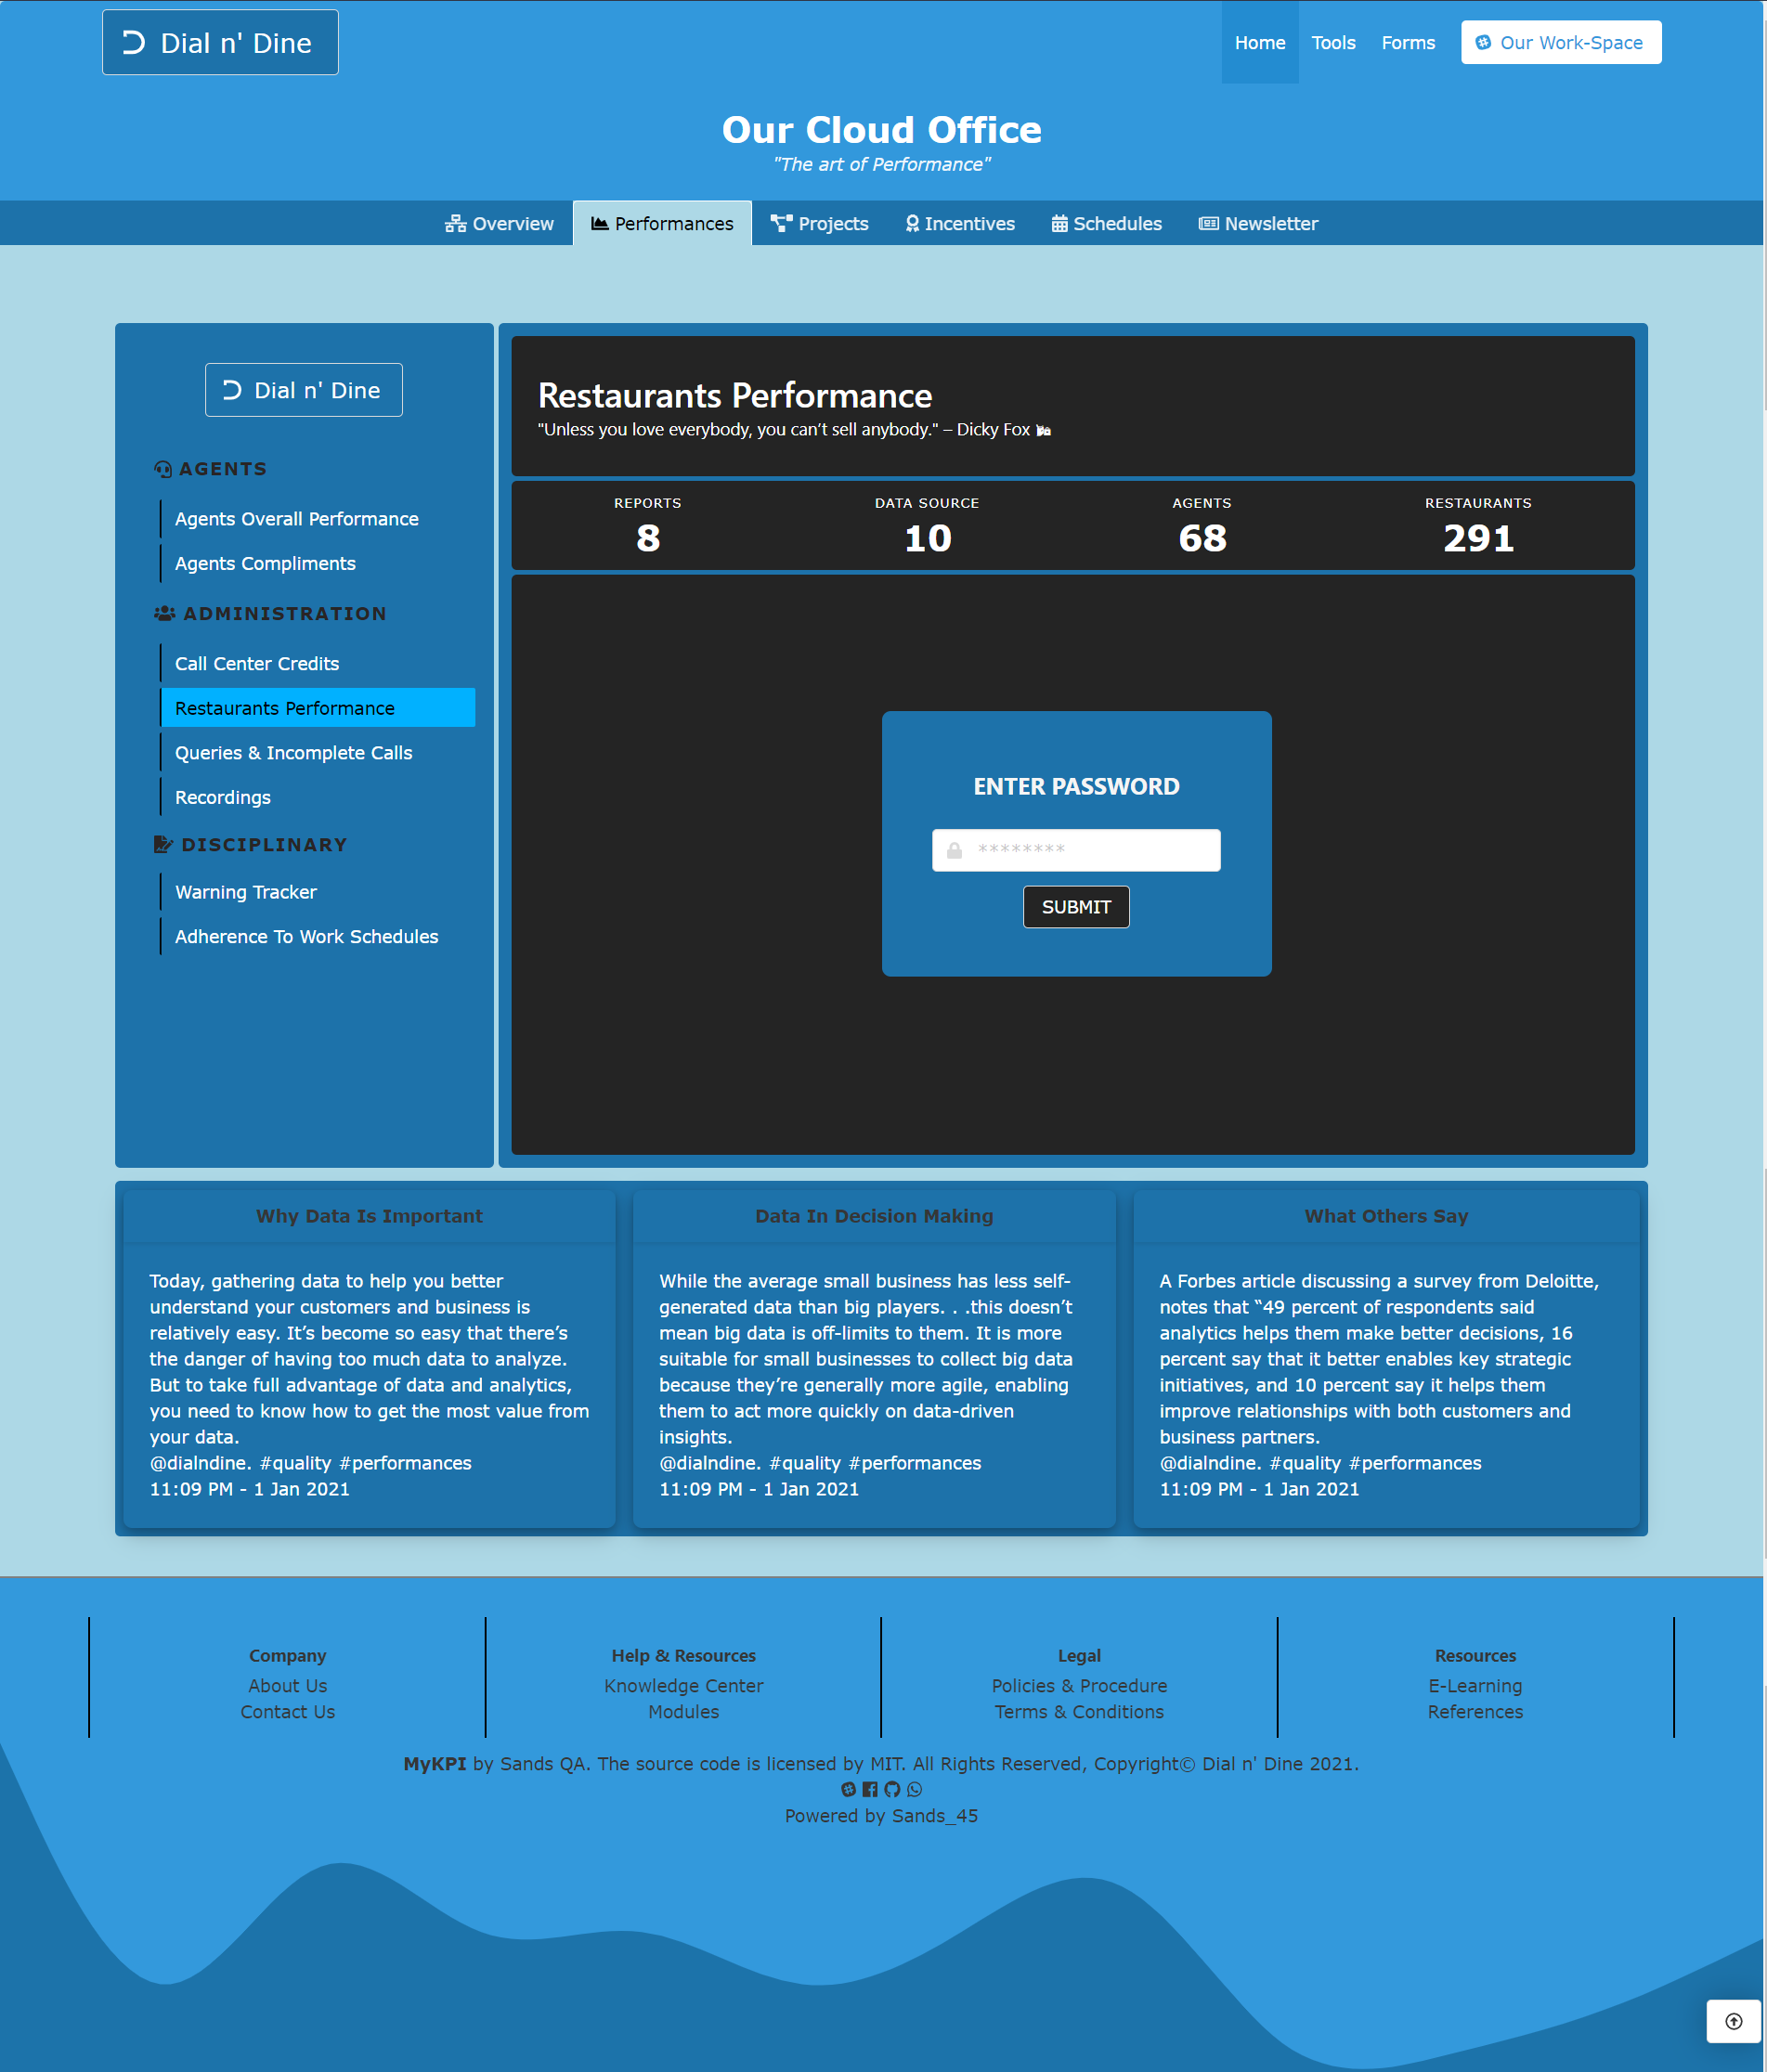 Dial n' Dine
Home Tools Forms Our Work-Space
Our Cloud Office
"The art of Performance"
Overview Performances Projects Incentives Schedules Newsletter
Dial n' Dine
AGENTS
Agents Overall Performance
Agents Compliments
ADMINISTRATION
Call Center Credits
Restaurants Performance
Queries & Incomplete Calls
Recordings
DISCIPLINARY
Warning Tracker
Adherence To Work Schedules
Restaurants Performance
"Unless you love everybody, you can’t sell anybody." – Dicky Fox
REPORTS
8
DATA SOURCE
10
AGENTS
68
RESTAURANTS
291
ENTER PASSWORD
********
SUBMIT
Why Data Is Important
Today, gathering data to help you better
understand your customers and business is
relatively easy. It’s become so easy that there’s
the danger of having too much data to analyze.
But to take full advantage of data and analytics,
you need to know how to get the most value from
your data.
@dialndine. #quality #performances
11:09 PM - 1 Jan 2021
Data In Decision Making
While the average small business has less self-
generated data than big players. . .this doesn’t
mean big data is off-limits to them. It is more
suitable for small businesses to collect big data
because they’re generally more agile, enabling
them to act more quickly on data-driven
insights.
@dialndine. #quality #performances
11:09 PM - 1 Jan 2021
What Others Say
A Forbes article discussing a survey from Deloitte,
notes that “49 percent of respondents said
analytics helps them make better decisions, 16
percent say that it better enables key strategic
initiatives, and 10 percent say it helps them
improve relationships with both customers and
business partners.
@dialndine. #quality #performances
11:09 PM - 1 Jan 2021
Company
About Us
Contact Us
Help & Resources
Knowledge Center
Modules
Legal
Policies & Procedure
Terms & Conditions
Resources
E-Learning
References
MyKPI by Sands QA. The source code is licensed by MIT. All Rights Reserved, Copyright© Dial n' Dine 2021.
Powered by Sands_45